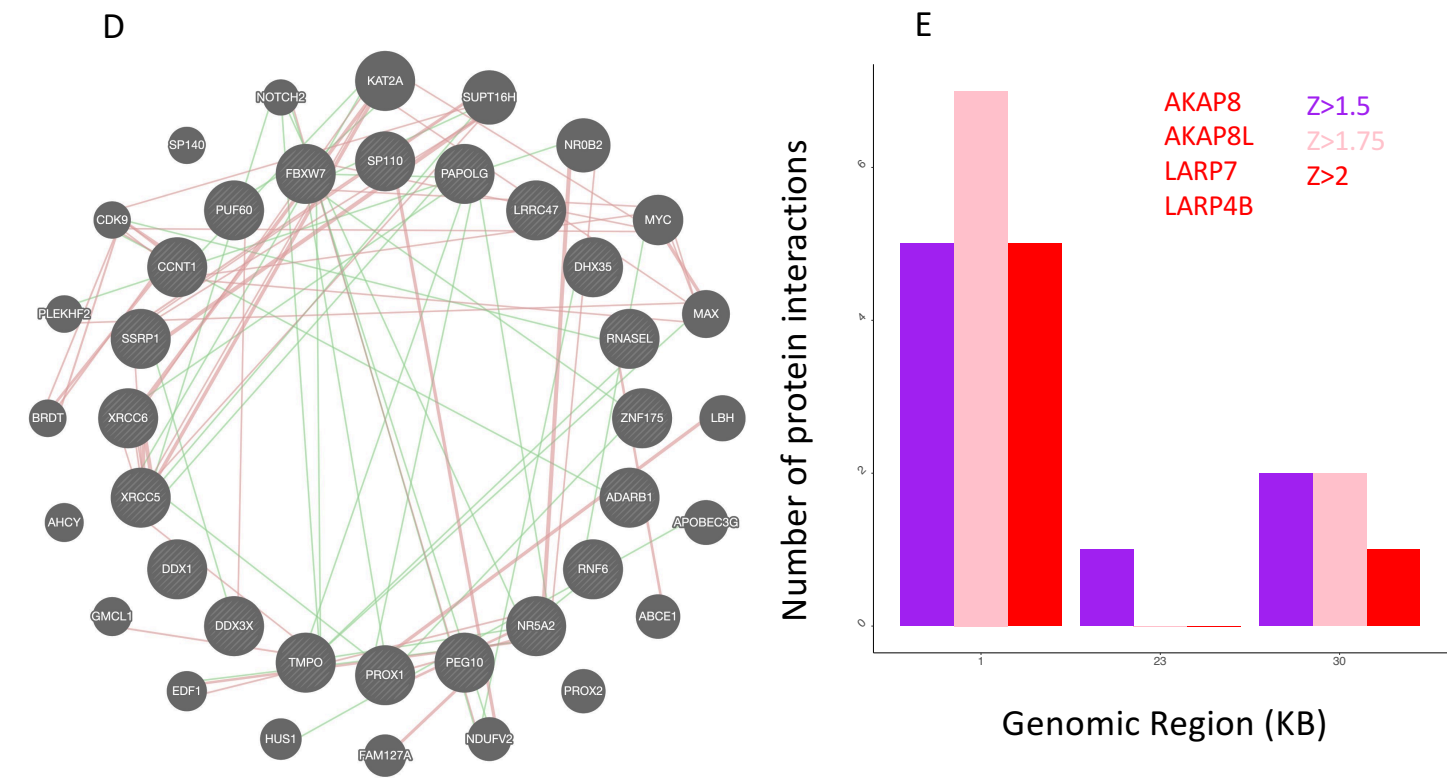 D
KAT2A
NOTCH2
SUPT16H
SP140
SP110
NR0B2
FBXW7
PAPOLG
PUF60
LRRC47
CDK9
MYC
CCNT1
DHX35
PLEKHF2
MAX
SSRP1
RNASEL
BRDT
XRCC6
ZNF175
LBH
XRCC5
ADARB1
AHCY
APOBEC3G
DDX1
RNF6
GMCL1
ABCE1
DDX3X
NR5A2
TMPO
PEG10
PROX1
EDF1
PROX2
HUS1
NDUFV2
FAM127A
E
Number of protein interactions
6
4
2
0
AKAP8
AKAP8L
LARP7
LARP4B
Z>1.5
Z>1.75
Z>2
1
23
30
Genomic Region (KB)